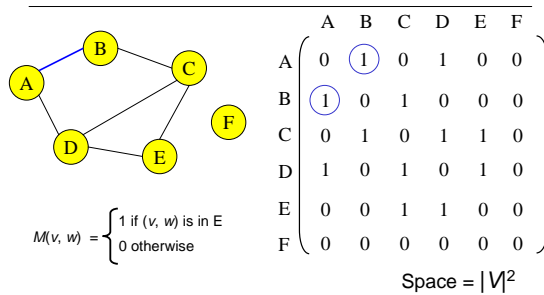 A B C D E F
A 0 1 0 1 0 0
B 1 0 1 0 0 0
C 0 1 0 1 1 0
D 1 0 1 0 1 0
E 0 0 1 1 0 0
F 0 0 0 0 0 0
B
C
A
F
D
E
M(v, w) = { 1 if (v, w) is in E
0 otherwise
Space = |V|²